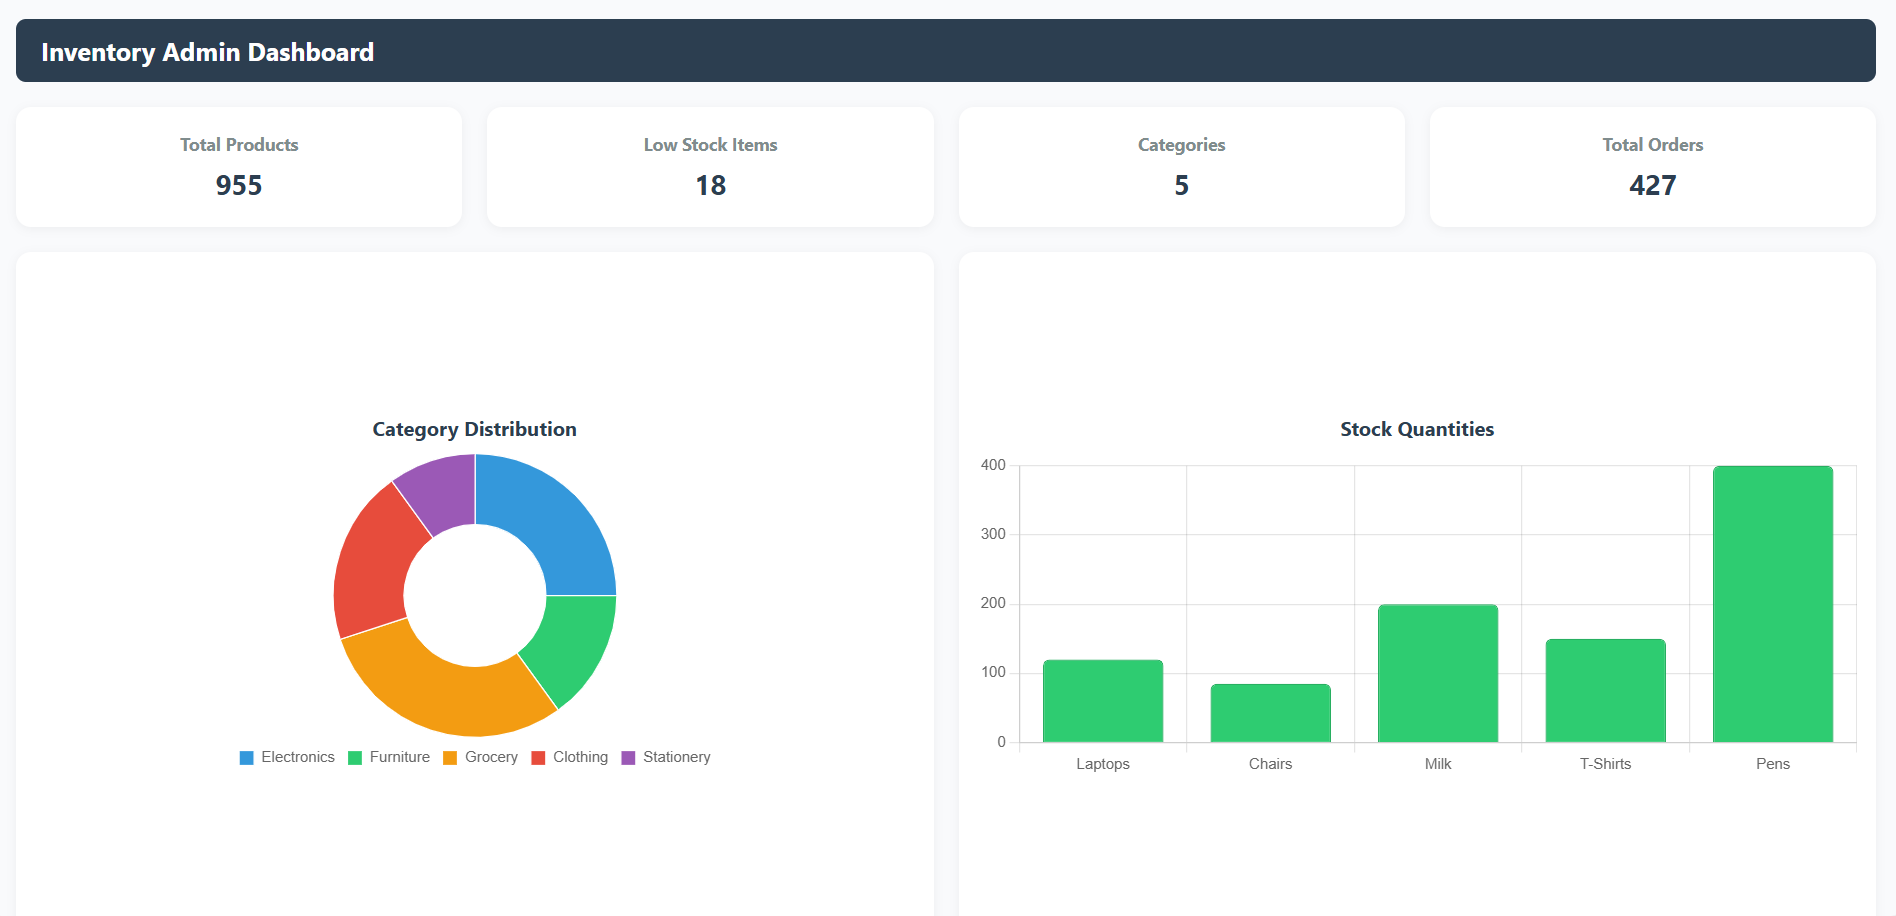 Inventory Admin Dashboard
Total Products
955
Low Stock Items
18
Categories
5
Total Orders
427
Category Distribution
Electronics Furniture Grocery Clothing Stationery
Stock Quantities
400
300
200
100
0
Laptops Chairs Milk T-Shirts Pens